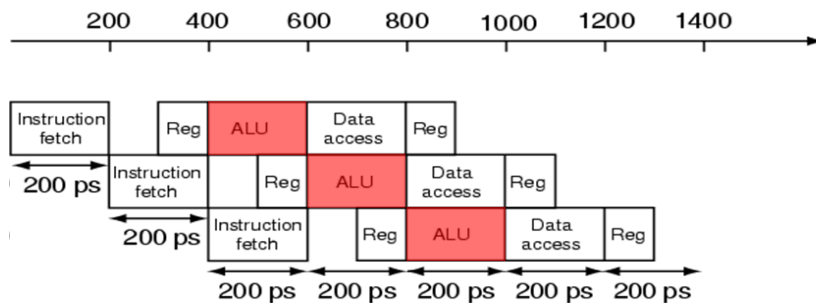 200 400 600 800 1000 1200 1400
Instruction
fetch
Reg
ALU
Data
access
Reg
200 ps
Instruction
fetch
Reg
ALU
Data
access
Reg
200 ps
Instruction
fetch
Reg
ALU
Data
access
Reg
200 ps 200 ps 200 ps 200 ps 200 ps